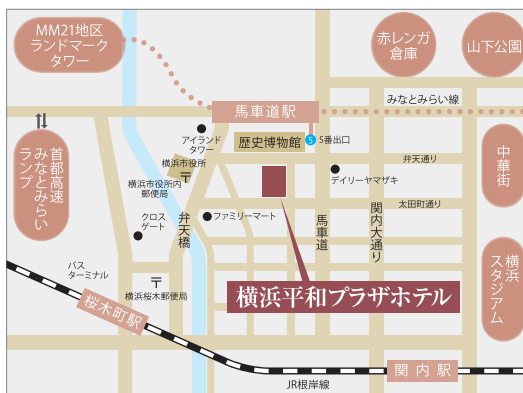 MM21地区
ランドマーク
タワー
赤レンガ
倉庫
山下公園
みなとみらい線
馬車道駅
首都高速
みなとみらい
ランプ
アイランド
タワー
歴史博物館
5
5番出口
中華街
横浜市役所
弁天通り
デイリーヤマザキ
横浜市役所内
郵便局
太田町通り
クロス
ゲート
ファミリーマート
弁天橋
馬車道
関内大通り
横浜
スタジアム
バス
ターミナル
横浜桜木郵便局
横浜平和プラザホテル
桜木町駅
関内駅
JR根岸線